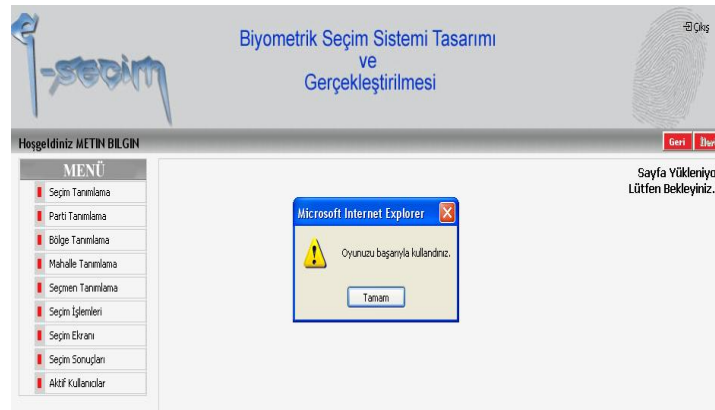 i-seçim
Biyometrik Seçim Sistemi Tasarımı
ve
Gerçekleştirilmesi
Çıkış
Hoşgeldiniz METIN BILGIN
Geri
MENÜ
Sayfa Yükleniyo
Lütfen Bekleyiniz.
Seçim Tanımlama
Parti Tanımlama
Bölge Tanımlama
Mahalle Tanımlama
Seçmen Tanımlama
Seçim İşlemleri
Seçim Ekranı
Seçim Sonuçları
Aktif Kullanıcılar
Microsoft Internet Explorer
Oyunuzu başarıyla kullandınız.
Tamam